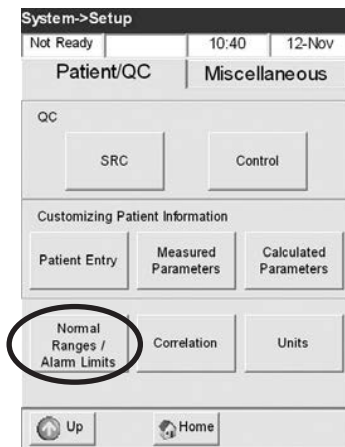 System->Setup
Not Ready 10:40 12-Nov
Patient/QC Miscellaneous
QC
SRC Control
Customizing Patient Information
Patient Entry Measured Parameters Calculated Parameters
Normal Ranges / Alarm Limits Correlation Units
Up Home